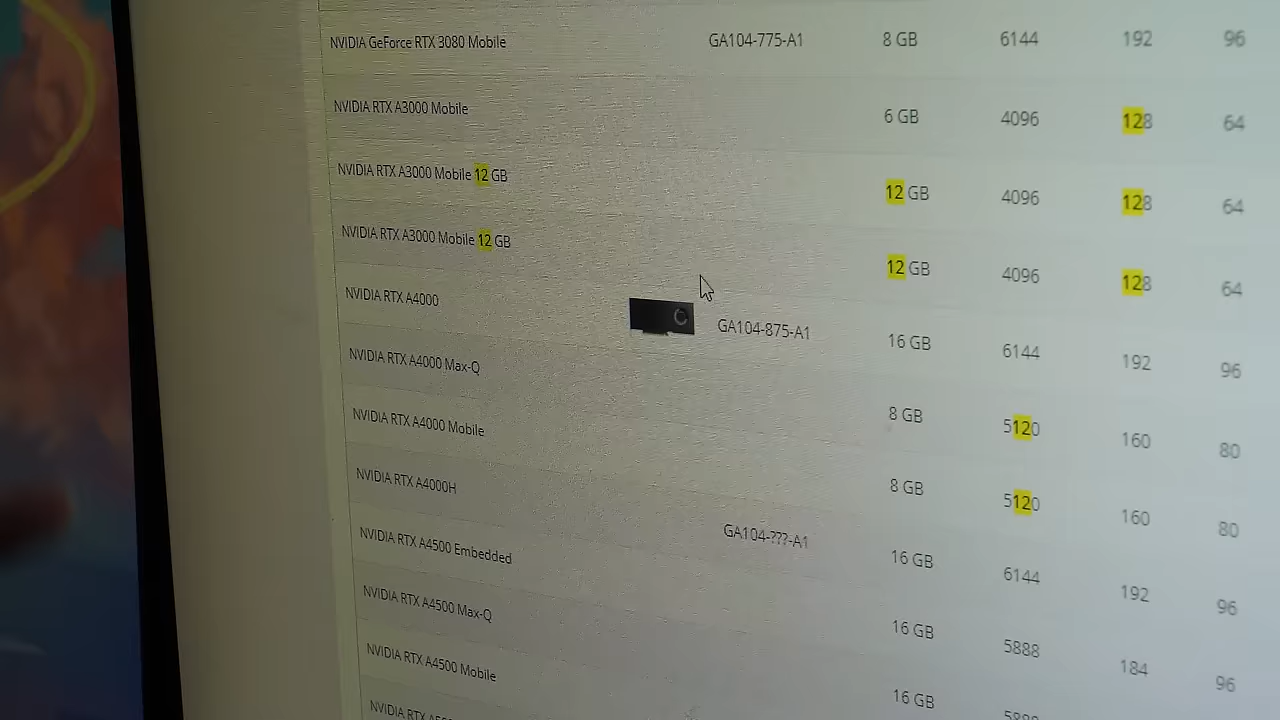 NVIDIA GeForce RTX 3080 Mobile GA104-775-A1 8 GB 6144 192 96
NVIDIA RTX A3000 Mobile 6 GB 4096 128 64
NVIDIA RTX A3000 Mobile 12 GB 12 GB 4096 128 64
NVIDIA RTX A3000 Mobile 12 GB 12 GB 4096 128 64
NVIDIA RTX A4000 GA104-875-A1 16 GB 6144 192 96
NVIDIA RTX A4000 Max-Q 8 GB 5120 160 80
NVIDIA RTX A4000 Mobile 8 GB 5120 160 80
NVIDIA RTX A4000H GA104-???-A1 16 GB 6144 192 96
NVIDIA RTX A4500 Embedded 16 GB 5888 184 96
NVIDIA RTX A4500 Max-Q 16 GB
NVIDIA RTX A4500 Mobile
NVIDIA RTX